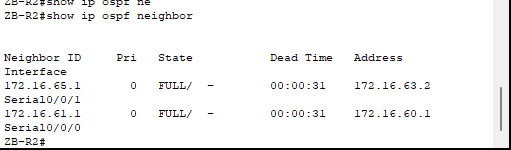 ZB-R2#show ip ospf ne
ZB-R2#show ip ospf neighbor
Neighbor ID     Pri   State           Dead Time   Address
Interface
172.16.65.1       0   FULL/  -        00:00:31    172.16.63.2
Serial0/0/1
172.16.61.1       0   FULL/  -        00:00:31    172.16.60.1
Serial0/0/0
ZB-R2#